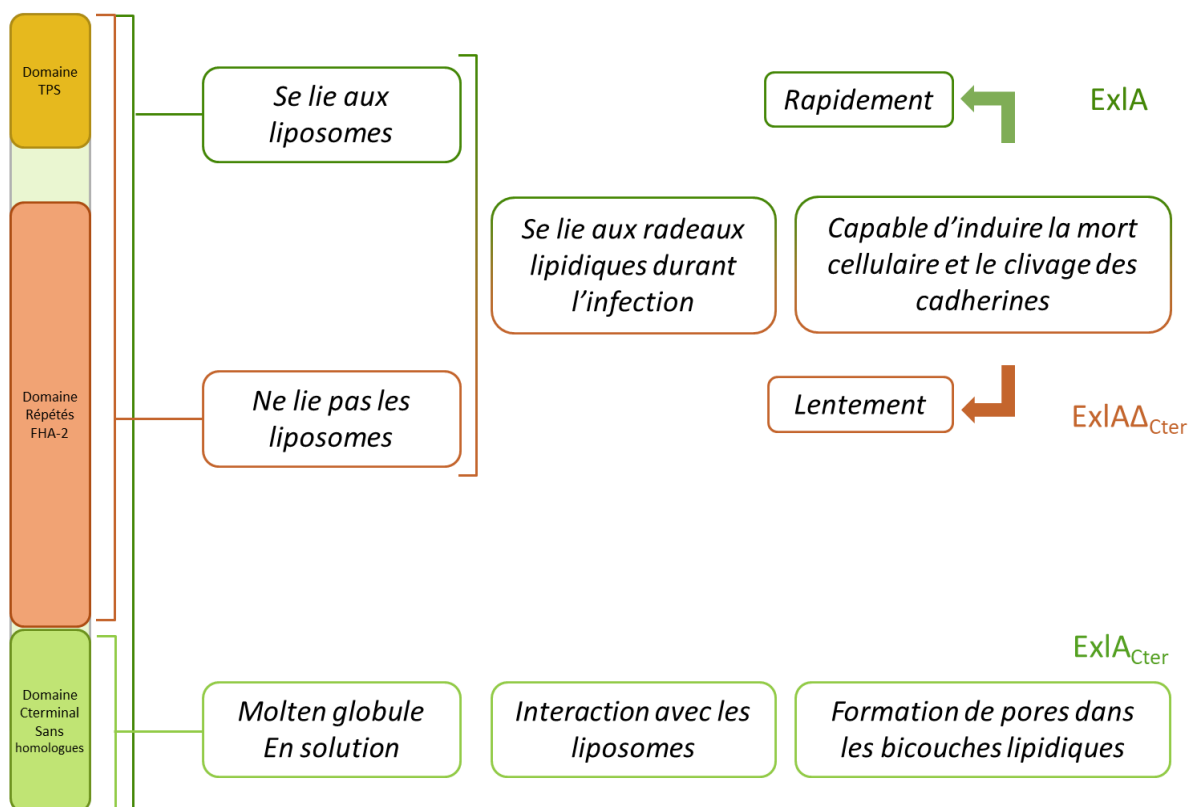 Domaine
TPS
Se lie aux
liposomes
Rapidement
ExlA
Se lie aux radeaux
lipidiques durant
l'infection
Capable d'induire la mort
cellulaire et le clivage des
cadherines
Domaine
Répétés
FHA-2
Ne lie pas les
liposomes
Lentement
ExlAΔCter
ExlACter
Domaine
Cterminal
Sans
homologues
Molten globule
En solution
Interaction avec les
liposomes
Formation de pores dans
les bicouches lipidiques